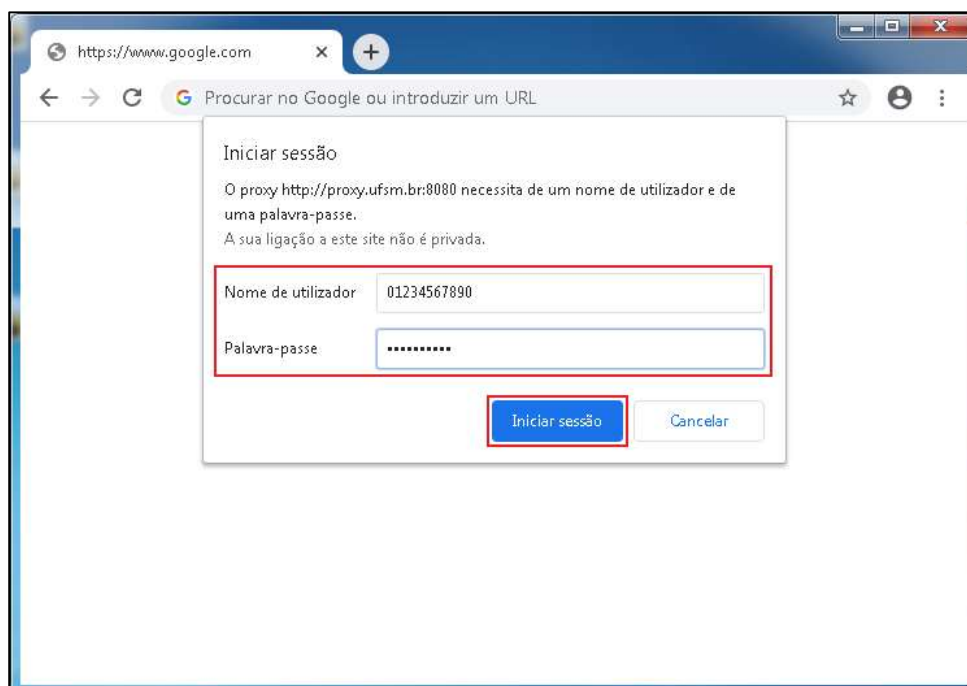 https://www.google.com
Procurar no Google ou introduzir um URL
Iniciar sessão
O proxy http://proxy.ufsm.br:8080 necessita de um nome de utilizador e de
uma palavra-passe.
A sua ligação a este site não é privada.
Nome de utilizador 01234567890
Palavra-passe ••••••••••
Iniciar sessão Cancelar